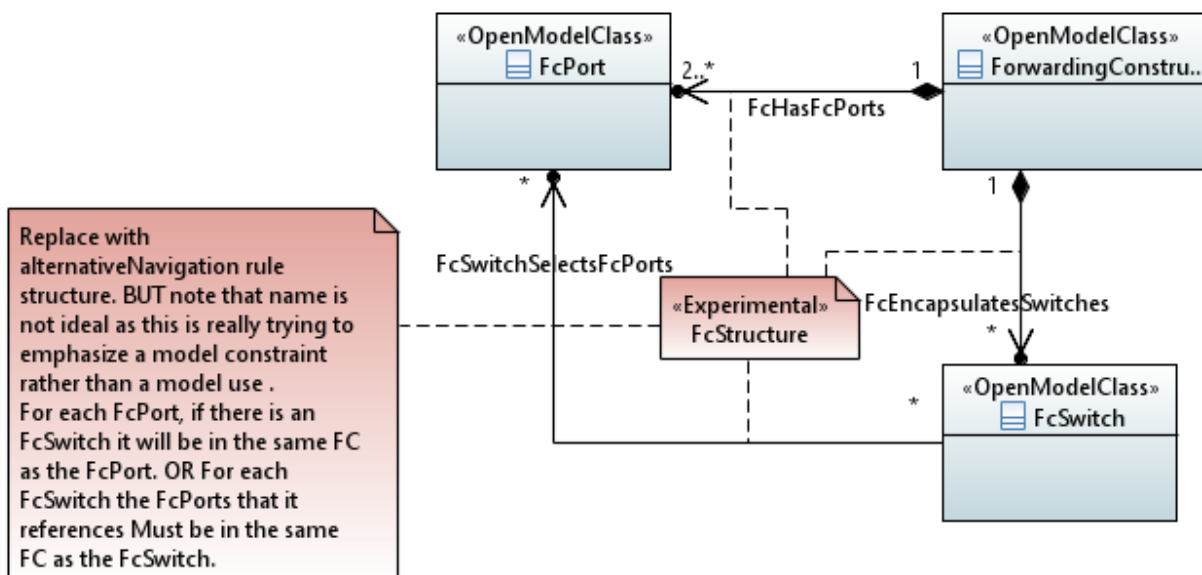 «OpenModelClass»
FcPort
«OpenModelClass»
ForwardingConstru...
2..*
1
FcHasFcPorts
*
1
Replace with
alternativeNavigation rule
structure. BUT note that name is
not ideal as this is really trying to
emphasize a model constraint
rather than a model use .
For each FcPort, if there is an
FcSwitch it will be in the same FC
as the FcPort. OR For each
FcSwitch the FcPorts that it
references Must be in the same
FC as the FcSwitch.
FcSwitchSelectsFcPorts
«Experimental»
FcStructure
FcEncapsulatesSwitches
*
*
«OpenModelClass»
FcSwitch